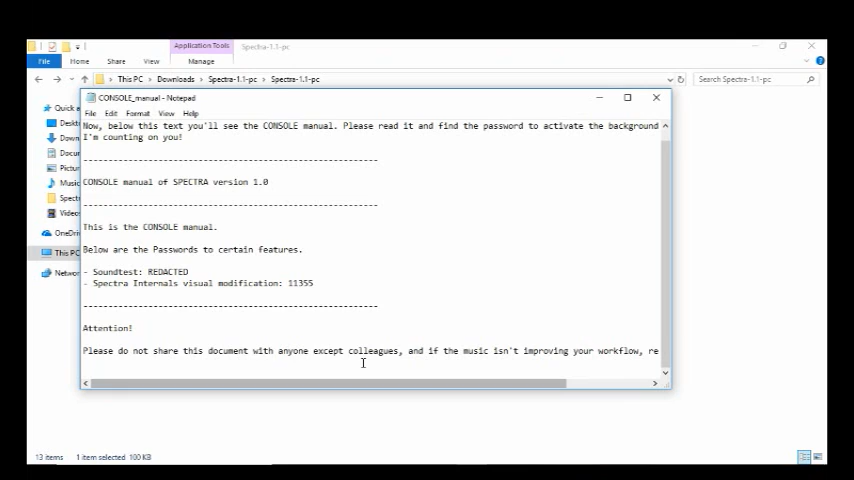 Application Tools
Spectra-1.1-pc
File
Home
Share
View
Manage
This PC
Downloads
Spectra-1.1-pc
Spectra-1.1-pc
Search Spectra-1.1-pc
CONSOLE_manual - Notepad
File Edit Format View Help
Now, below this text you'll see the CONSOLE manual. Please read it and find the password to activate the background
I'm counting on you!
-----------------------------------------------------------
CONSOLE manual of SPECTRA version 1.0
-----------------------------------------------------------
This is the CONSOLE manual.
Below are the Passwords to certain features.
- Soundtest: REDACTED
- Spectra Internals visual modification: 11355
-----------------------------------------------------------
Attention!
Please do not share this document with anyone except colleagues, and if the music isn't improving your workflow, re
Quick a
Deskt
Down
Docum
Pictur
Music
Spectr
Videos
OneDriv
This PC
Networ
13 items
1 item selected 100 KB